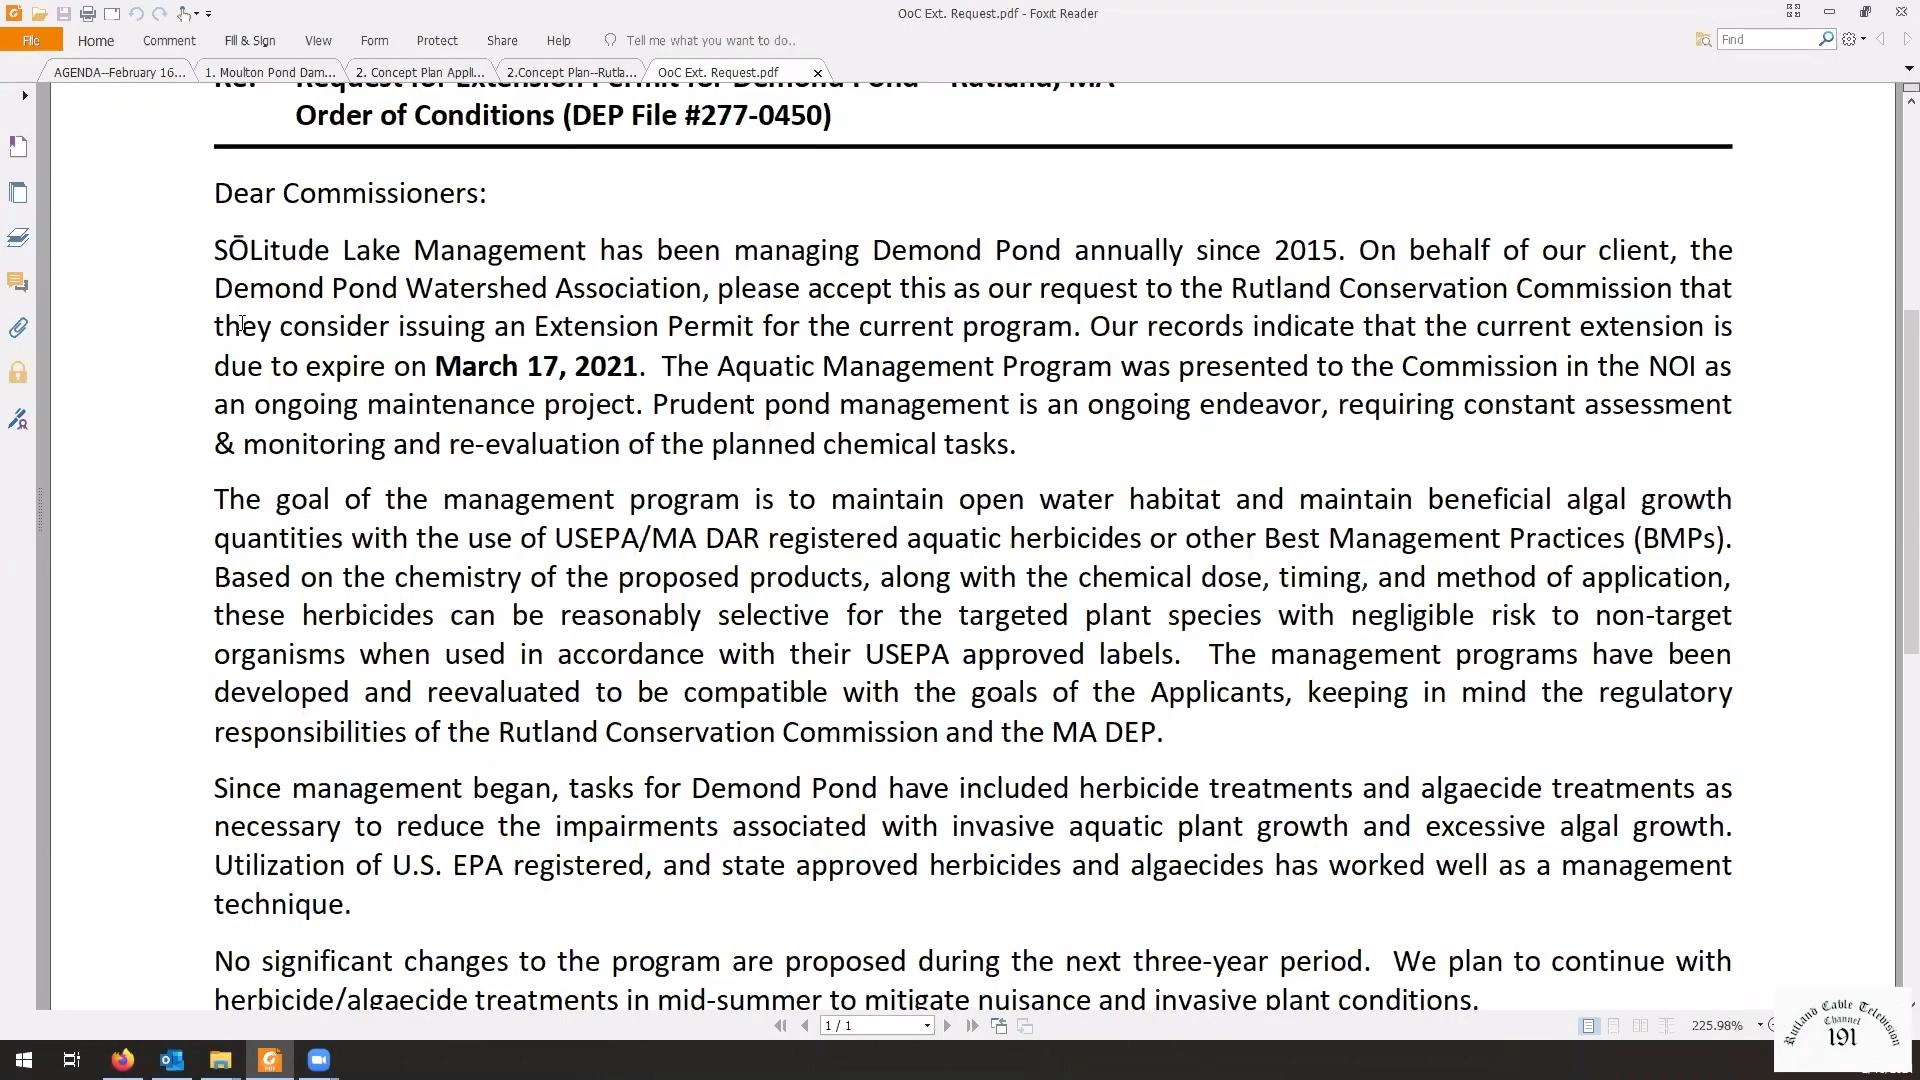 OoC Ext. Request.pdf - Foxit Reader
File Home Comment Fill & Sign View Form Protect Share Help Tell me what you want to do.. Find
AGENDA--February 16... 1. Moulton Pond Dam... 2. Concept Plan Appli... 2.Concept Plan--Rutla... OoC Ext. Request.pdf
Re: Request for Extension Permit for Demond Pond – Rutland, MA
Order of Conditions (DEP File #277-0450)
Dear Commissioners:
SŌLitude Lake Management has been managing Demond Pond annually since 2015. On behalf of our client, the
Demond Pond Watershed Association, please accept this as our request to the Rutland Conservation Commission that
they consider issuing an Extension Permit for the current program. Our records indicate that the current extension is
due to expire on March 17, 2021. The Aquatic Management Program was presented to the Commission in the NOI as
an ongoing maintenance project. Prudent pond management is an ongoing endeavor, requiring constant assessment
& monitoring and re-evaluation of the planned chemical tasks.
The goal of the management program is to maintain open water habitat and maintain beneficial algal growth
quantities with the use of USEPA/MA DAR registered aquatic herbicides or other Best Management Practices (BMPs).
Based on the chemistry of the proposed products, along with the chemical dose, timing, and method of application,
these herbicides can be reasonably selective for the targeted plant species with negligible risk to non-target
organisms when used in accordance with their USEPA approved labels. The management programs have been
developed and reevaluated to be compatible with the goals of the Applicants, keeping in mind the regulatory
responsibilities of the Rutland Conservation Commission and the MA DEP.
Since management began, tasks for Demond Pond have included herbicide treatments and algaecide treatments as
necessary to reduce the impairments associated with invasive aquatic plant growth and excessive algal growth.
Utilization of U.S. EPA registered, and state approved herbicides and algaecides has worked well as a management
technique.
No significant changes to the program are proposed during the next three-year period. We plan to continue with
herbicide/algaecide treatments in mid-summer to mitigate nuisance and invasive plant conditions.
1 / 1 225.98%
Rutland Cable Television
Channel
191